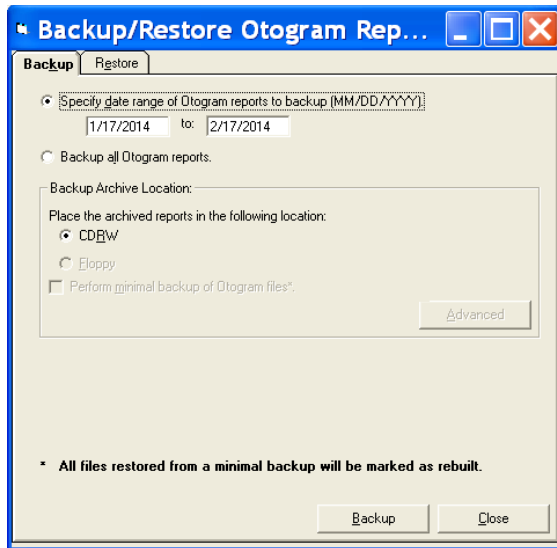 Backup/Restore Otogram Rep...
Backup Restore
Specify date range of Otogram reports to backup (MM/DD/YYYY).
1/17/2014 to: 2/17/2014
Backup all Otogram reports.
Backup Archive Location:
Place the archived reports in the following location:
CDRW
Floppy
Perform minimal backup of Otogram files*.
Advanced
* All files restored from a minimal backup will be marked as rebuilt.
Backup Close